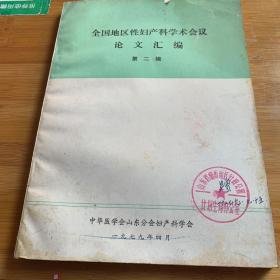 全国地区性妇产科学术会议
论文汇编
第二辑
中华医学会山东分会妇产科学会
一九七九年四月